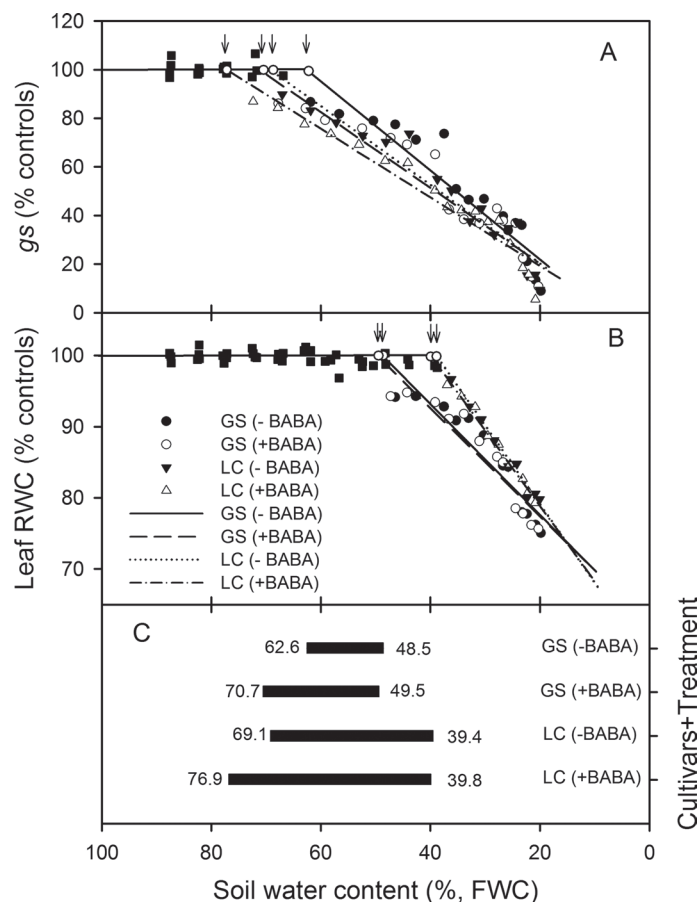 A
120
100
80
60
40
20
0
gs (% controls)
B
100
90
80
70
Leaf RWC (% controls)
GS (- BABA)
GS (+BABA)
LC (- BABA)
LC (+BABA)
GS (- BABA)
GS (+BABA)
LC (- BABA)
LC (+BABA)
C
62.6 48.5 GS (-BABA)
70.7 49.5 GS (+BABA)
69.1 39.4 LC (-BABA)
76.9 39.8 LC (+BABA)
Cultivars+Treatment
100 80 60 40 20 0
Soil water content (%, FWC)